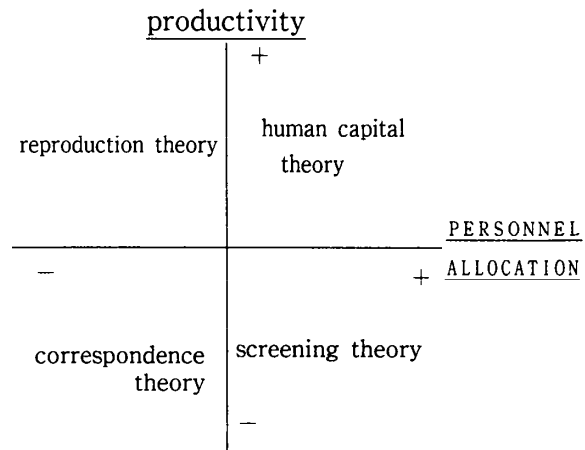 productivity
+
reproduction theory
human capital
theory
PERSONNEL
ALLOCATION
−
+
correspondence
theory
screening theory
−